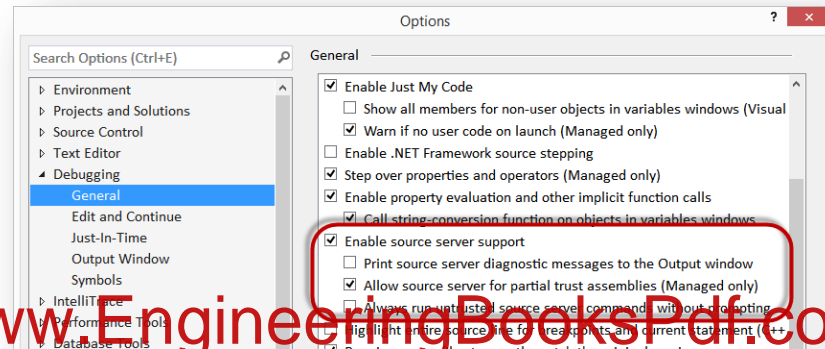 Options
?
Search Options (Ctrl+E)
Environment
Projects and Solutions
Source Control
Text Editor
Debugging
General
Edit and Continue
Just-In-Time
Output Window
Symbols
IntelliTrace
Performance Tools
Database Tools
General
Enable Just My Code
Show all members for non-user objects in variables windows (Visual
Warn if no user code on launch (Managed only)
Enable .NET Framework source stepping
Step over properties and operators (Managed only)
Enable property evaluation and other implicit function calls
Call string-conversion function on objects in variables windows
Enable source server support
Print source server diagnostic messages to the Output window
Allow source server for partial trust assemblies (Managed only)
Always run untrusted source server commands without prompting
Highlight entire source line for breakpoints and current statement (C++
ww.EngineeringBooksPdf.co